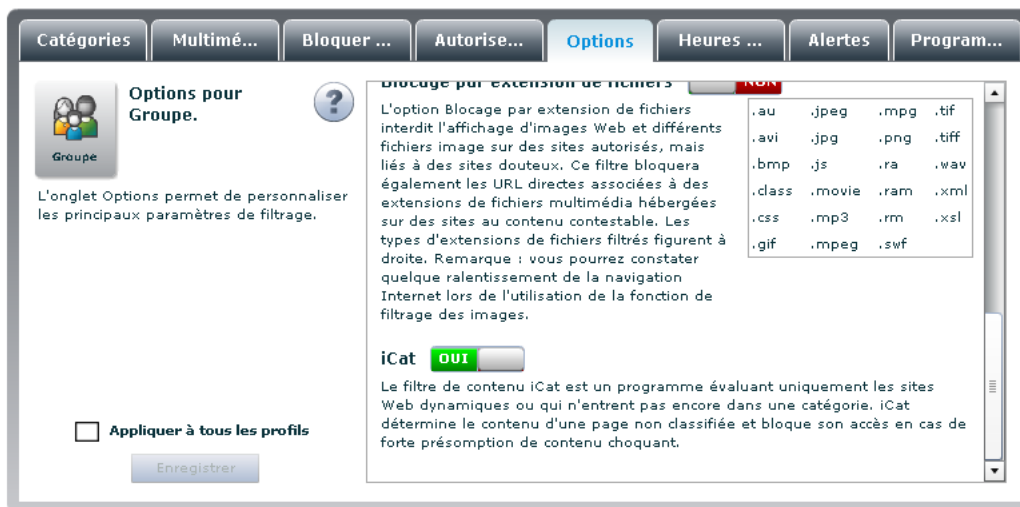 Catégories
Multimé...
Bloquer ...
Autorise...
Options
Heures ...
Alertes
Program...
Options pour
Groupe.
?
Groupe
L'onglet Options permet de personnaliser
les principaux paramètres de filtrage.
Appliquer à tous les profils
Enregistrer
Blocage par extension de fichiers NON
L'option Blocage par extension de fichiers
interdit l'affichage d'images Web et différents
fichiers image sur des sites autorisés, mais
liés à des sites douteux. Ce filtre bloquera
également les URL directes associées à des
extensions de fichiers multimédia hébergées
sur des sites au contenu contestable. Les
types d'extensions de fichiers filtrés figurent à
droite. Remarque : vous pourrez constater
quelque ralentissement de la navigation
Internet lors de l'utilisation de la fonction de
filtrage des images.
.au .jpeg .mpg .tif
.avi .jpg .png .tiff
.bmp .js .ra .wav
.class .movie .ram .xml
.css .mp3 .rm .xsl
.gif .mpeg .swf
iCat OUI
Le filtre de contenu iCat est un programme évaluant uniquement les sites
Web dynamiques ou qui n'entrent pas encore dans une catégorie. iCat
détermine le contenu d'une page non classifiée et bloque son accès en cas de
forte présomption de contenu choquant.